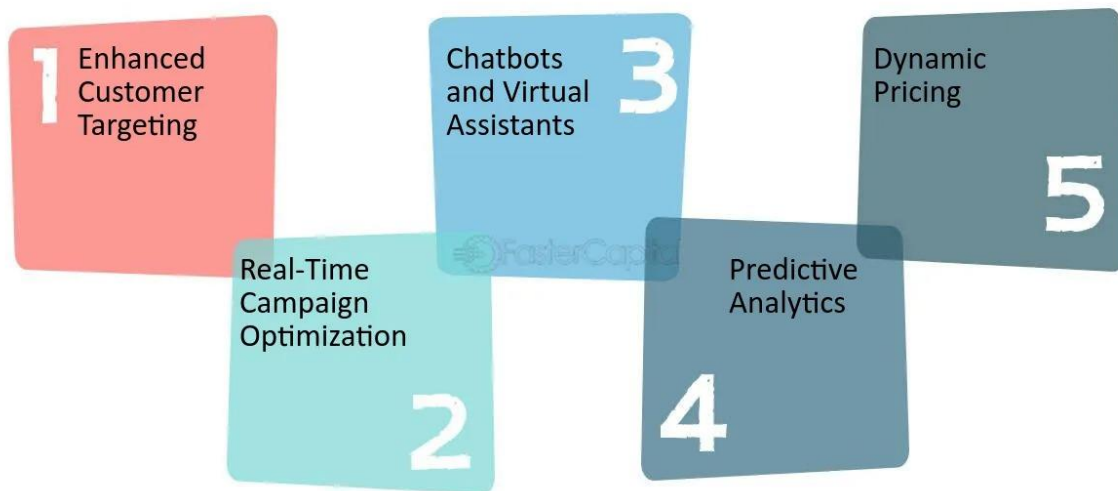 1
Enhanced
Customer
Targeting
Real-Time
Campaign
Optimization
2
Chatbots
and Virtual
Assistants
3
Predictive
Analytics
4
Dynamic
Pricing
5
FasterCapital